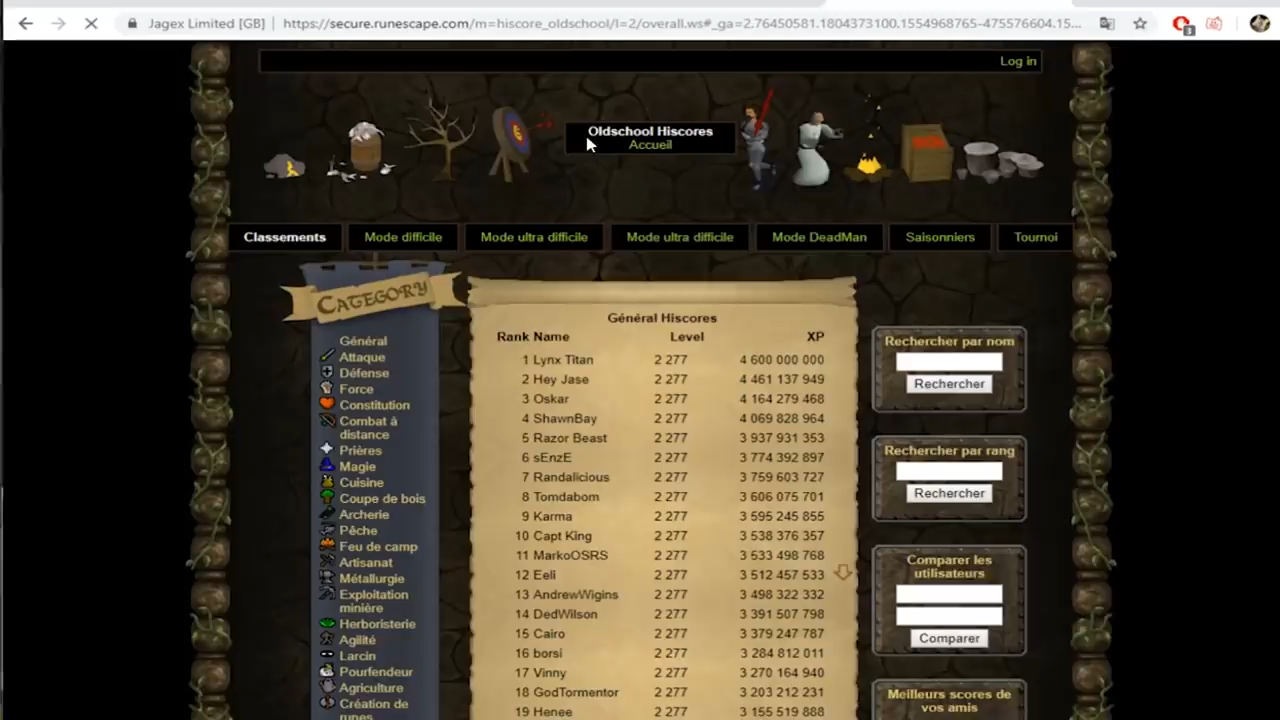 Jagex Limited [GB]
https://secure.runescape.com/m=hiscore_oldschool/l=2/overall.ws#_ga=2.76450581.1804373100.1554968765-475576604.15...
3
Log in
Oldschool Hiscores
Accueil
Classements
Mode difficile
Mode ultra difficile
Mode ultra difficile
Mode DeadMan
Saisonniers
Tournoi
CATEGORY
Général
Attaque
Défense
Force
Constitution
Combat à
distance
Prières
Magie
Cuisine
Coupe de bois
Archerie
Pêche
Feu de camp
Artisanat
Métallurgie
Exploitation
minière
Herboristerie
Agilité
Larcin
Pourfendeur
Agriculture
Création de
runes
Général Hiscores
Rank Name Level XP
1 Lynx Titan 2 277 4 600 000 000
2 Hey Jase 2 277 4 461 137 949
3 Oskar 2 277 4 164 279 468
4 ShawnBay 2 277 4 069 828 964
5 Razor Beast 2 277 3 937 931 353
6 sEnzE 2 277 3 774 392 897
7 Randalicious 2 277 3 759 603 727
8 Tomdabom 2 277 3 606 075 701
9 Karma 2 277 3 595 245 855
10 Capt King 2 277 3 538 376 357
11 MarkoOSRS 2 277 3 533 498 768
12 Eeli 2 277 3 512 457 533
13 AndrewWigins 2 277 3 498 322 332
14 DedWilson 2 277 3 391 507 798
15 Cairo 2 277 3 379 247 787
16 borsi 2 277 3 284 812 011
17 Vinny 2 277 3 270 164 940
18 GodTormentor 2 277 3 203 212 231
19 Henee 2 277 3 155 519 888
Rechercher par nom
Rechercher
Rechercher par rang
Rechercher
Comparer les
utilisateurs
Comparer
Meilleurs scores de
vos amis